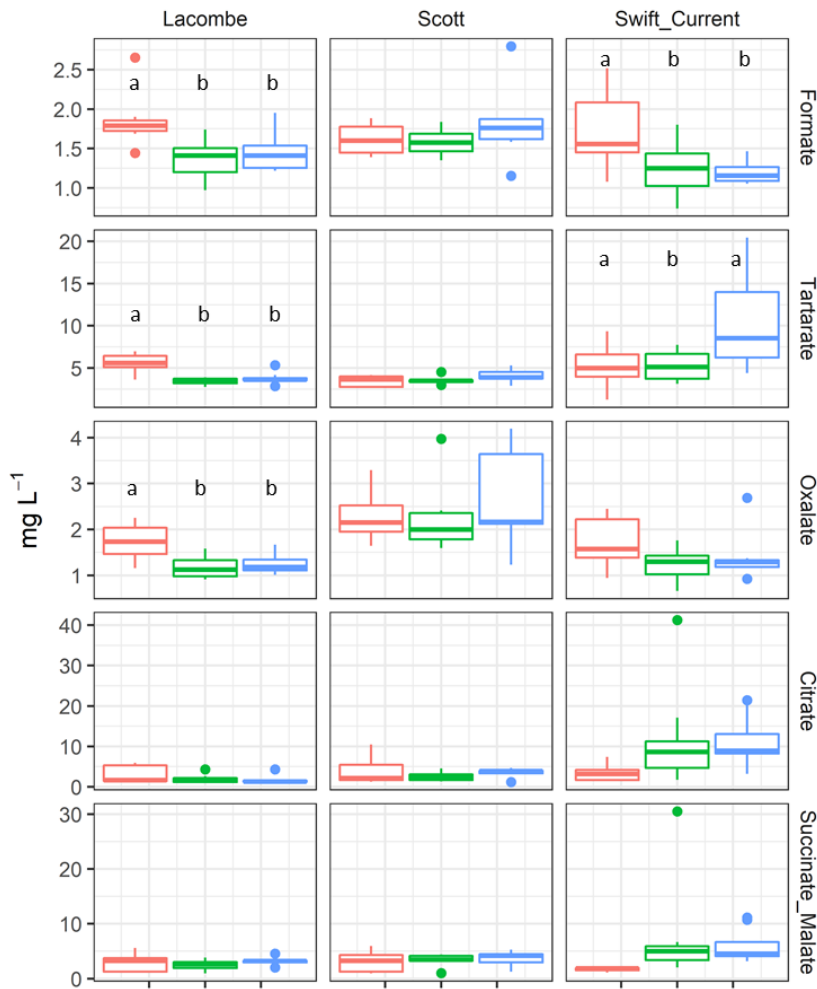 Lacombe Scott Swift_Current
2.5
2.0
1.5
1.0
a b b
a b b
Formate
20
15
10
5
a b b
a b a
Tartarate
4
3
2
1
a b b
Oxalate
mg L⁻¹
40
30
20
10
0
Citrate
30
20
10
0
Succinate_Malate